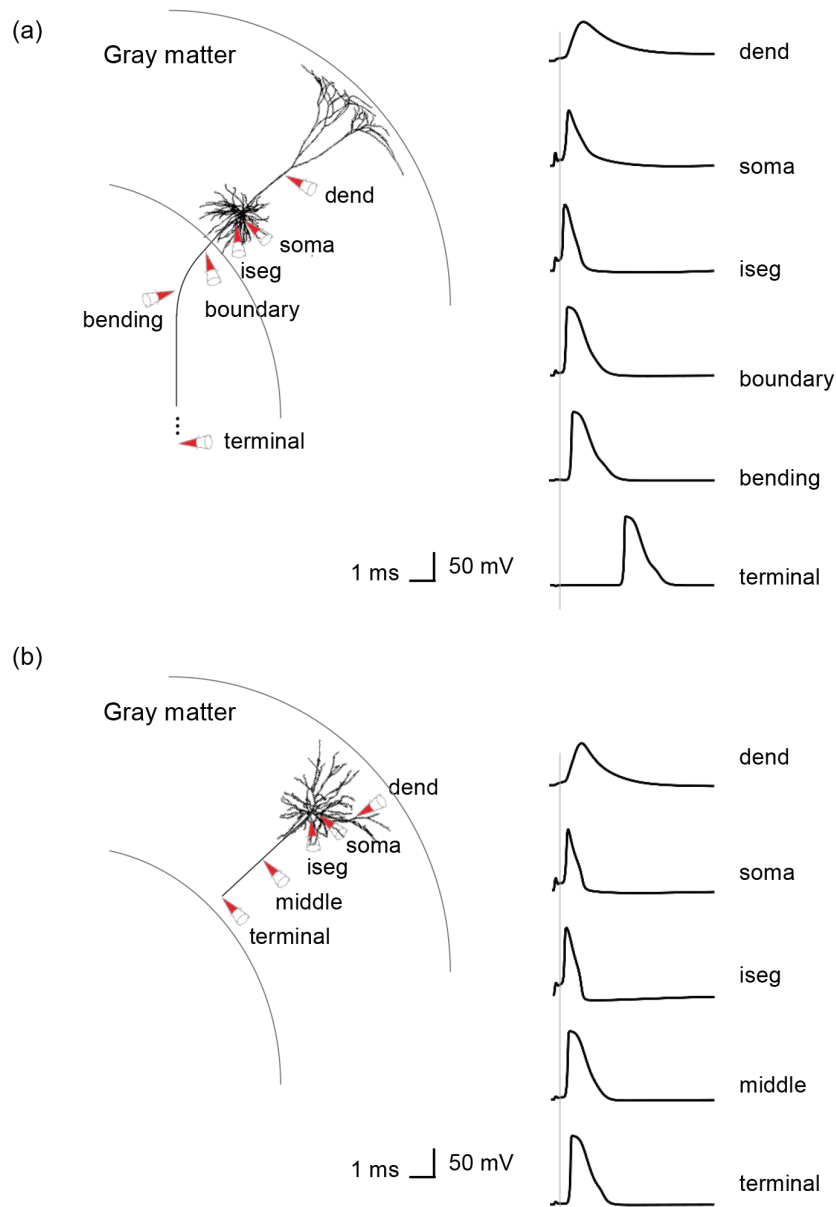 (a)
Gray matter
dend
soma
iseg
boundary
bending
terminal
dend
soma
iseg
boundary
bending
terminal
1 ms
50 mV
(b)
Gray matter
dend
soma
iseg
middle
terminal
dend
soma
iseg
middle
terminal
1 ms
50 mV